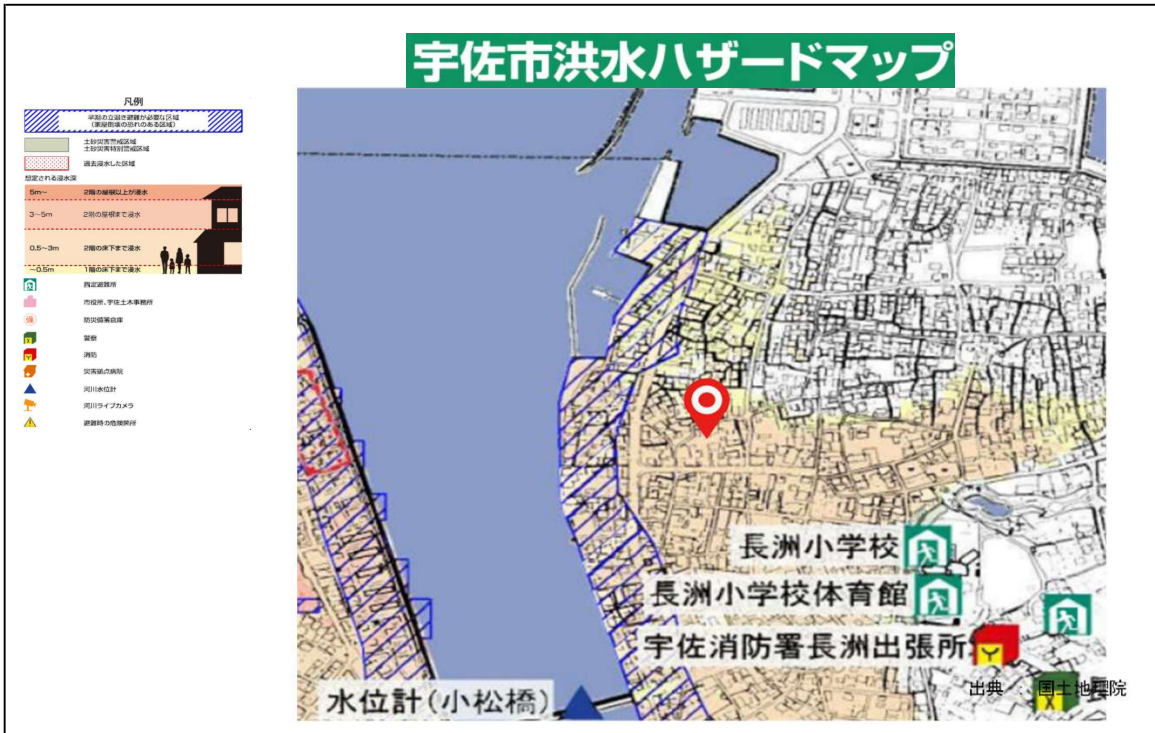 宇佐市洪水ハザードマップ
凡例
早期の立退き避難が必要な区域
(家屋倒壊の恐れのある区域)
土砂災害警戒区域
土砂災害特別警戒区域
過去浸水した区域
想定される浸水深
5m~ 2階の屋根以上が浸水
3~5m 2階の屋根まで浸水
0.5~3m 2階の床下まで浸水
~0.5m 1階の床下まで浸水
指定避難所
市役所、宇佐土木事務所
防災備蓄倉庫
警察
消防
災害拠点病院
河川水位計
河川ライブカメラ
避難時の危険箇所
長洲小学校
長洲小学校体育館
宇佐消防署長洲出張所
出典 : 国土地理院
水位計(小松橋)